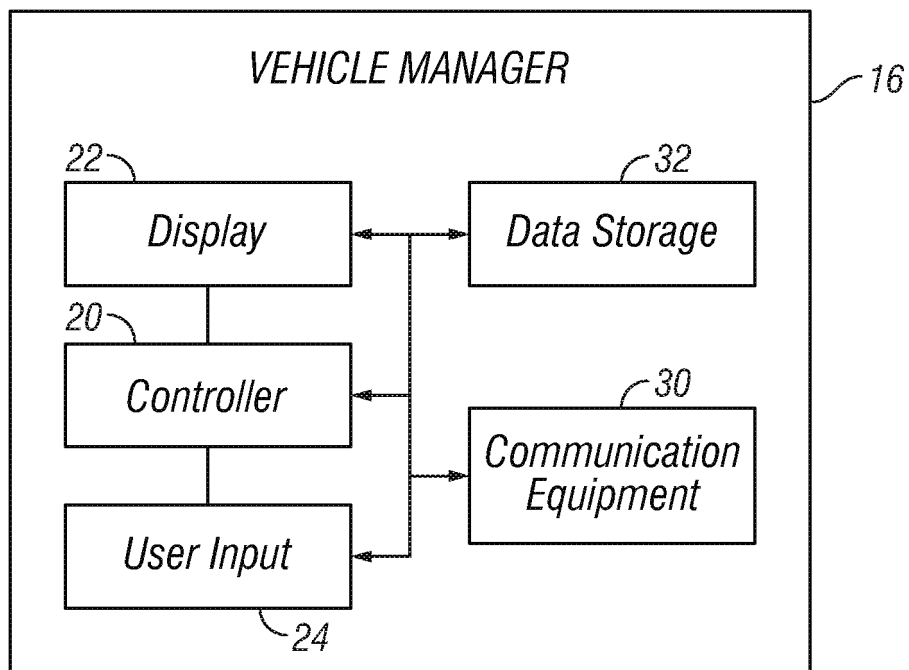 VEHICLE MANAGER
16
22
Display
32
Data Storage
20
Controller
30
Communication
Equipment
User Input
24